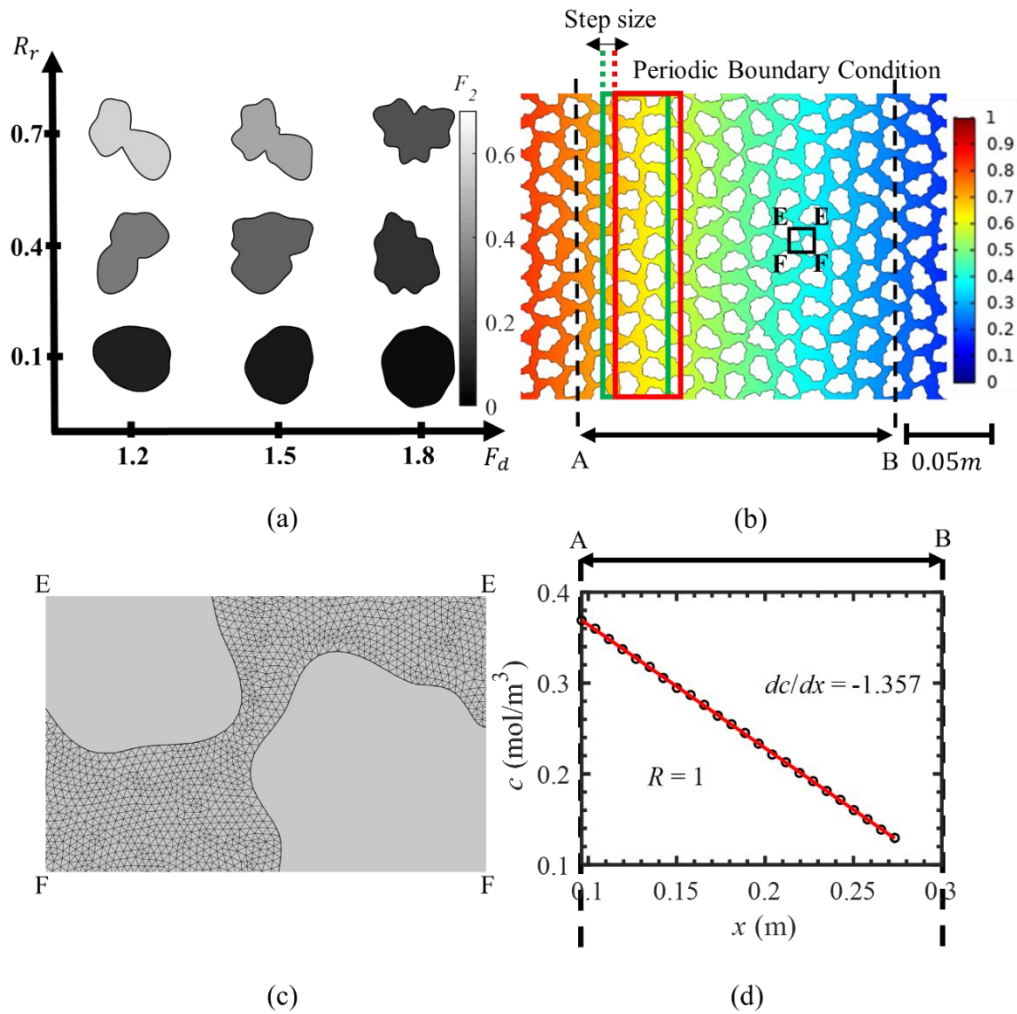 R_r
0.7
0.4
0.1
1.2
1.5
1.8
F_d
F_2
0.6
0.4
0.2
0
(a)
Step size
Periodic Boundary Condition
E E
F F
1
0.9
0.8
0.7
0.6
0.5
0.4
0.3
0.2
0.1
0
A
B
0.05m
(b)
E
E
F
F
(c)
A
B
0.4
0.3
0.2
0.1
c (mol/m³)
dc/dx = -1.357
R = 1
0.1
0.15
0.2
0.25
0.3
x (m)
(d)